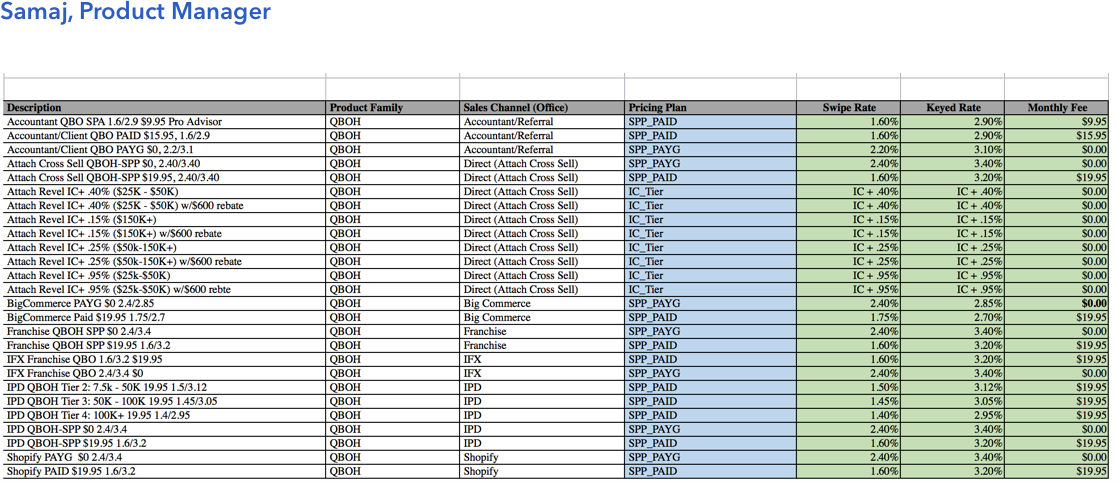 Samaj, Product Manager
Description Product Family Sales Channel (Office) Pricing Plan Swipe Rate Keyed Rate Monthly Fee
Accountant QBO SPA 1.6/2.9 $9.95 Pro Advisor QBOH Accountant/Referral SPP_PAID 1.60% 2.90% $9.95
Accountant/Client QBO PAID $15.95, 1.6/2.9 QBOH Accountant/Referral SPP_PAID 1.60% 2.90% $15.95
Accountant/Client QBO PAYG $0, 2.2/3.1 QBOH Accountant/Referral SPP_PAYG 2.20% 3.10% $0.00
Attach Cross Sell QBOH-SPP $0, 2.40/3.40 QBOH Direct (Attach Cross Sell) SPP_PAYG 2.40% 3.40% $0.00
Attach Cross Sell QBOH-SPP $19.95, 2.40/3.40 QBOH Direct (Attach Cross Sell) SPP_PAID 1.60% 3.20% $19.95
Attach Revel IC+ .40% ($25K - $50K) QBOH Direct (Attach Cross Sell) IC_Tier IC + .40% IC + .40% $0.00
Attach Revel IC+ .40% ($25K - $50K) w/$600 rebate QBOH Direct (Attach Cross Sell) IC_Tier IC + .40% IC + .40% $0.00
Attach Revel IC+ .15% ($150K+) QBOH Direct (Attach Cross Sell) IC_Tier IC + .15% IC + .15% $0.00
Attach Revel IC+ .15% ($150K+) w/$600 rebate QBOH Direct (Attach Cross Sell) IC_Tier IC + .15% IC + .15% $0.00
Attach Revel IC+ .25% ($50k-150K+) QBOH Direct (Attach Cross Sell) IC_Tier IC + .25% IC + .25% $0.00
Attach Revel IC+ .25% ($50k-150K+) w/$600 rebate QBOH Direct (Attach Cross Sell) IC_Tier IC + .25% IC + .25% $0.00
Attach Revel IC+ .95% ($25k-$50K) QBOH Direct (Attach Cross Sell) IC_Tier IC + .95% IC + .95% $0.00
Attach Revel IC+ .95% ($25k-$50K) w/$600 rebte QBOH Direct (Attach Cross Sell) IC_Tier IC + .95% IC + .95% $0.00
BigCommerce PAYG $0 2.4/2.85 QBOH Big Commerce SPP_PAYG 2.40% 2.85% $0.00
BigCommerce Paid $19.95 1.75/2.7 QBOH Big Commerce SPP_PAID 1.75% 2.70% $19.95
Franchise QBOH SPP $0 2.4/3.4 QBOH Franchise SPP_PAYG 2.40% 3.40% $0.00
Franchise QBOH SPP $19.95 1.6/3.2 QBOH Franchise SPP_PAID 1.60% 3.20% $19.95
IFX Franchise QBO 1.6/3.2 $19.95 QBOH IFX SPP_PAID 1.60% 3.20% $19.95
IFX Franchise QBO 2.4/3.4 $0 QBOH IFX SPP_PAYG 2.40% 3.40% $0.00
IPD QBOH Tier 2: 7.5k - 50K 19.95 1.5/3.12 QBOH IPD SPP_PAID 1.50% 3.12% $19.95
IPD QBOH Tier 3: 50K - 100K 19.95 1.45/3.05 QBOH IPD SPP_PAID 1.45% 3.05% $19.95
IPD QBOH Tier 4: 100K+ 19.95 1.4/2.95 QBOH IPD SPP_PAID 1.40% 2.95% $19.95
IPD QBOH-SPP $0 2.4/3.4 QBOH IPD SPP_PAYG 2.40% 3.40% $0.00
IPD QBOH-SPP $19.95 1.6/3.2 QBOH IPD SPP_PAID 1.60% 3.20% $19.95
Shopify PAYG $0 2.4/3.4 QBOH Shopify SPP_PAYG 2.40% 3.40% $0.00
Shopify PAID $19.95 1.6/3.2 QBOH Shopify SPP_PAID 1.60% 3.20% $19.95